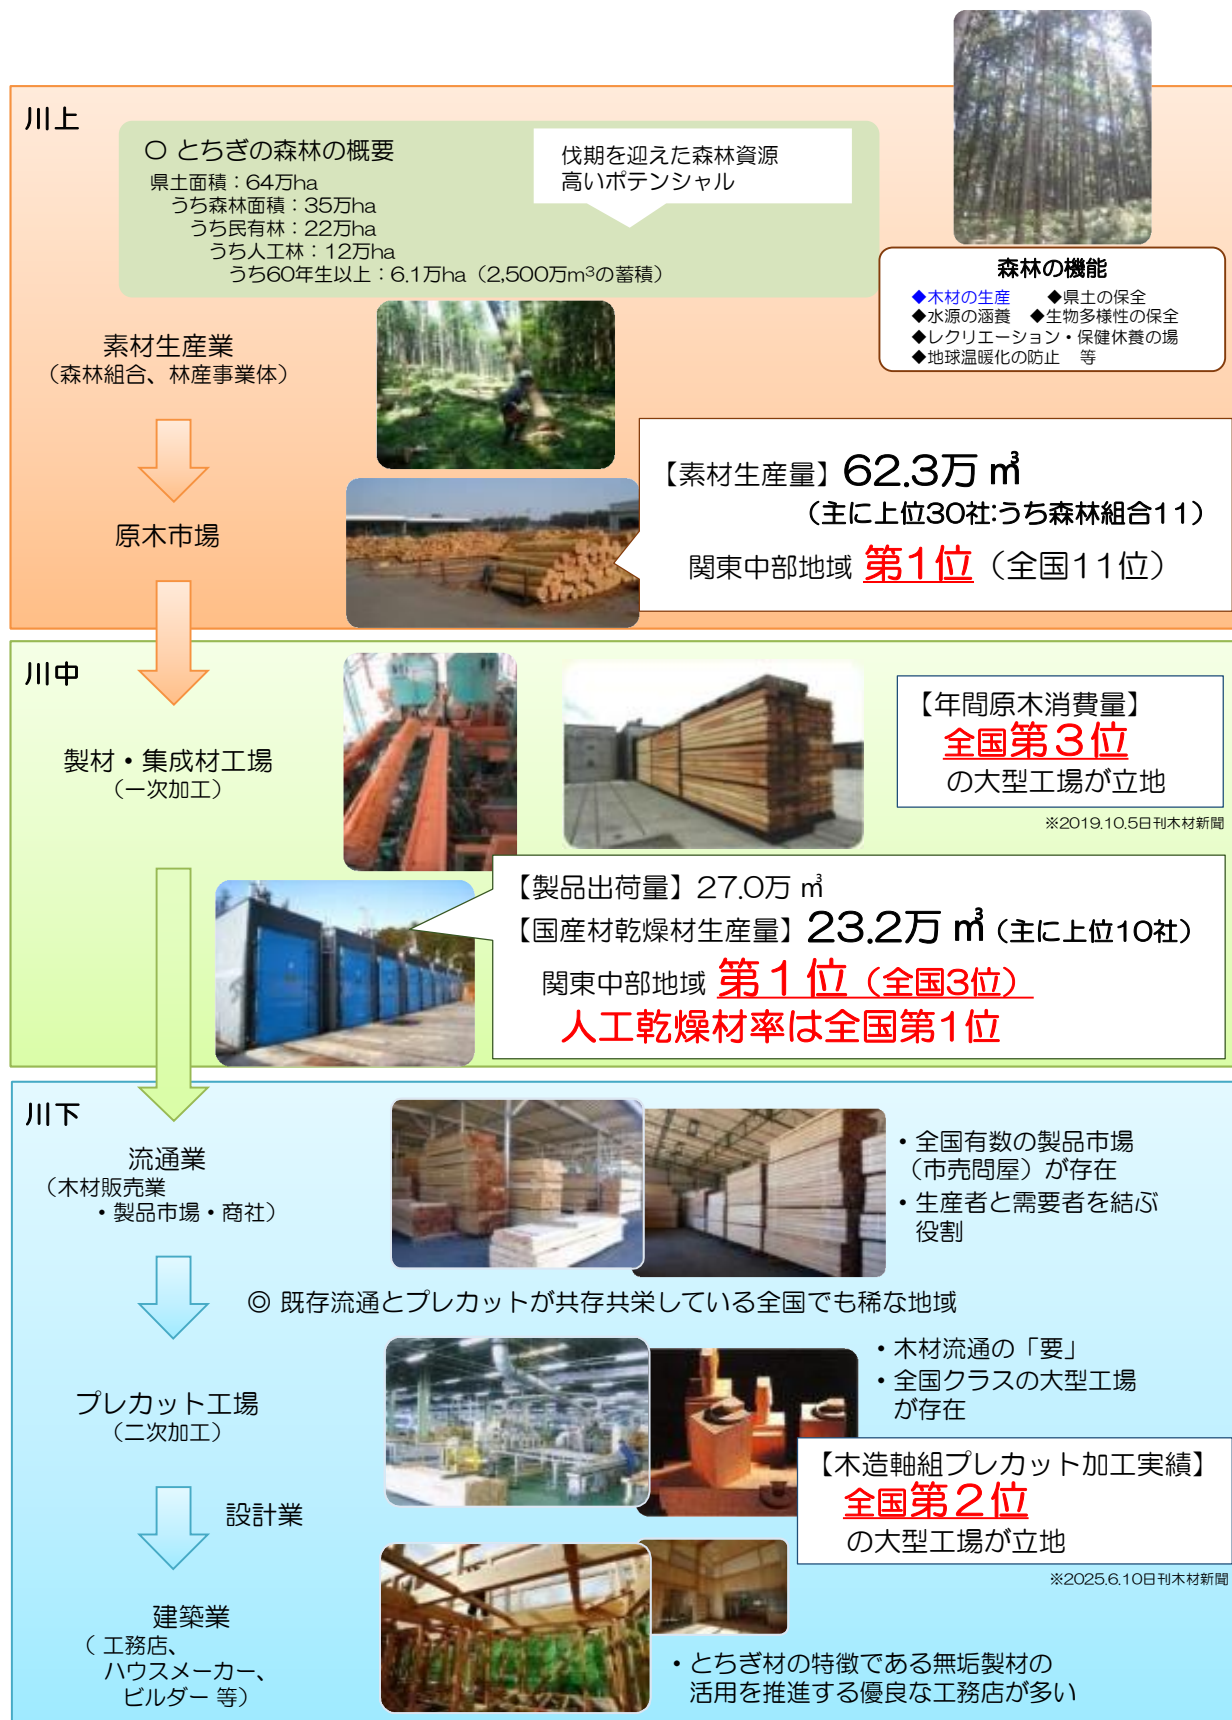 川上
〇 とちぎの森林の概要
県土面積：64万ha
うち森林面積：35万ha
うち民有林：22万ha
うち人工林：12万ha
うち60年生以上：6.1万ha（2,500万m³の蓄積）
伐期を迎えた森林資源
高いポテンシャル
森林の機能
◆木材の生産　◆県土の保全
◆水源の涵養　◆生物多様性の保全
◆レクリエーション・保健休養の場
◆地球温暖化の防止　等
素材生産業
（森林組合、林産事業体）
原木市場
【素材生産量】62.3万㎥
（主に上位30社:うち森林組合11）
関東中部地域 第1位（全国11位）
川中
製材・集成材工場
（一次加工）
【年間原木消費量】
全国第３位
の大型工場が立地
※2019.10.5日刊木材新聞
【製品出荷量】27.0万㎥
【国産材乾燥材生産量】23.2万㎥（主に上位10社）
関東中部地域 第１位（全国3位）
人工乾燥材率は全国第1位
川下
流通業
（木材販売業
・製品市場・商社）
・全国有数の製品市場
（市売問屋）が存在
・生産者と需要者を結ぶ
役割
◎ 既存流通とプレカットが共存共栄している全国でも稀な地域
プレカット工場
（二次加工）
・木材流通の「要」
・全国クラスの大型工場
が存在
【木造軸組プレカット加工実績】
全国第２位
の大型工場が立地
※2025.6.10日刊木材新聞
設計業
建築業
（ 工務店、
ハウスメーカー、
ビルダー 等）
・とちぎ材の特徴である無垢製材の
活用を推進する優良な工務店が多い